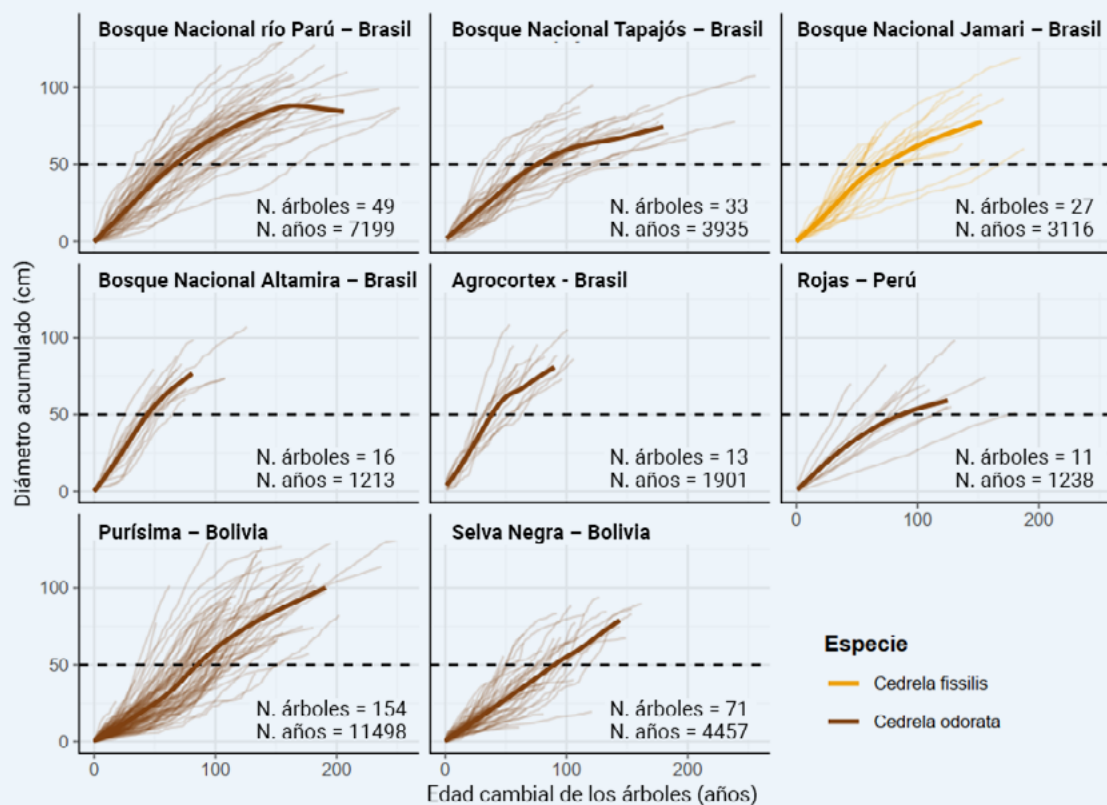 Bosque Nacional río Parú – Brasil
Bosque Nacional Tapajós – Brasil
Bosque Nacional Jamari – Brasil
100
50
0
N. árboles = 49
N. años = 7199
N. árboles = 33
N. años = 3935
N. árboles = 27
N. años = 3116
Bosque Nacional Altamira – Brasil
Agrocortex - Brasil
Rojas – Perú
Diámetro acumulado (cm)
100
50
0
N. árboles = 16
N. años = 1213
N. árboles = 13
N. años = 1901
N. árboles = 11
N. años = 1238
0 100 200
Purísima – Bolivia
Selva Negra – Bolivia
100
50
0
N. árboles = 154
N. años = 11498
N. árboles = 71
N. años = 4457
Especie
Cedrela fissilis
Cedrela odorata
0 100 200
0 100 200
Edad cambial de los árboles (años)